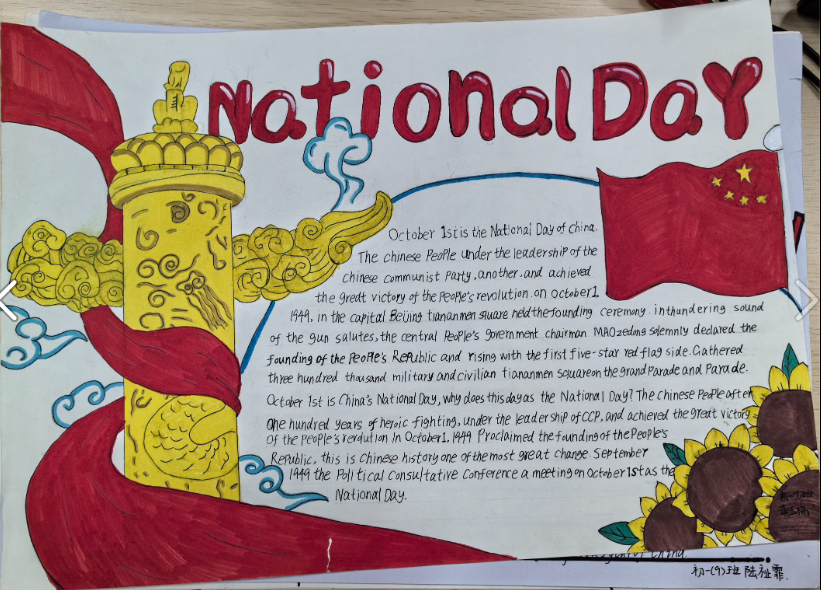 National Day
October 1st is the National Day of china.
The chinese People under the leadership of the
chinese communist Party, another, and achieved
the great victory of the People's revolution. on october 1.
1949, in the capital Beijing tiananmen square held the founding ceremony. in thundering sound
of the gun salutes, the central People's government chairman MAO zedong solemnly declared the
founding of the People's Republic and rising with the first five-star red flag side. Gathered
three hundred thousand military and civilian tiananmen square on the grand Parade and Parade.
October 1st is China's National Day, why does this day as the National Day? The chinese People after
one hundred years of heroic fighting, under the leadership of CCP, and achieved the great victory
of the People's revolution In October 1, 1949 Proclaimed the founding of the People's
Republic, this is Chinese history one of the most great change September
1949 the Political Consultative Conference a meeting on October 1st as the
National Day.
初一(9)班 陆祉霏